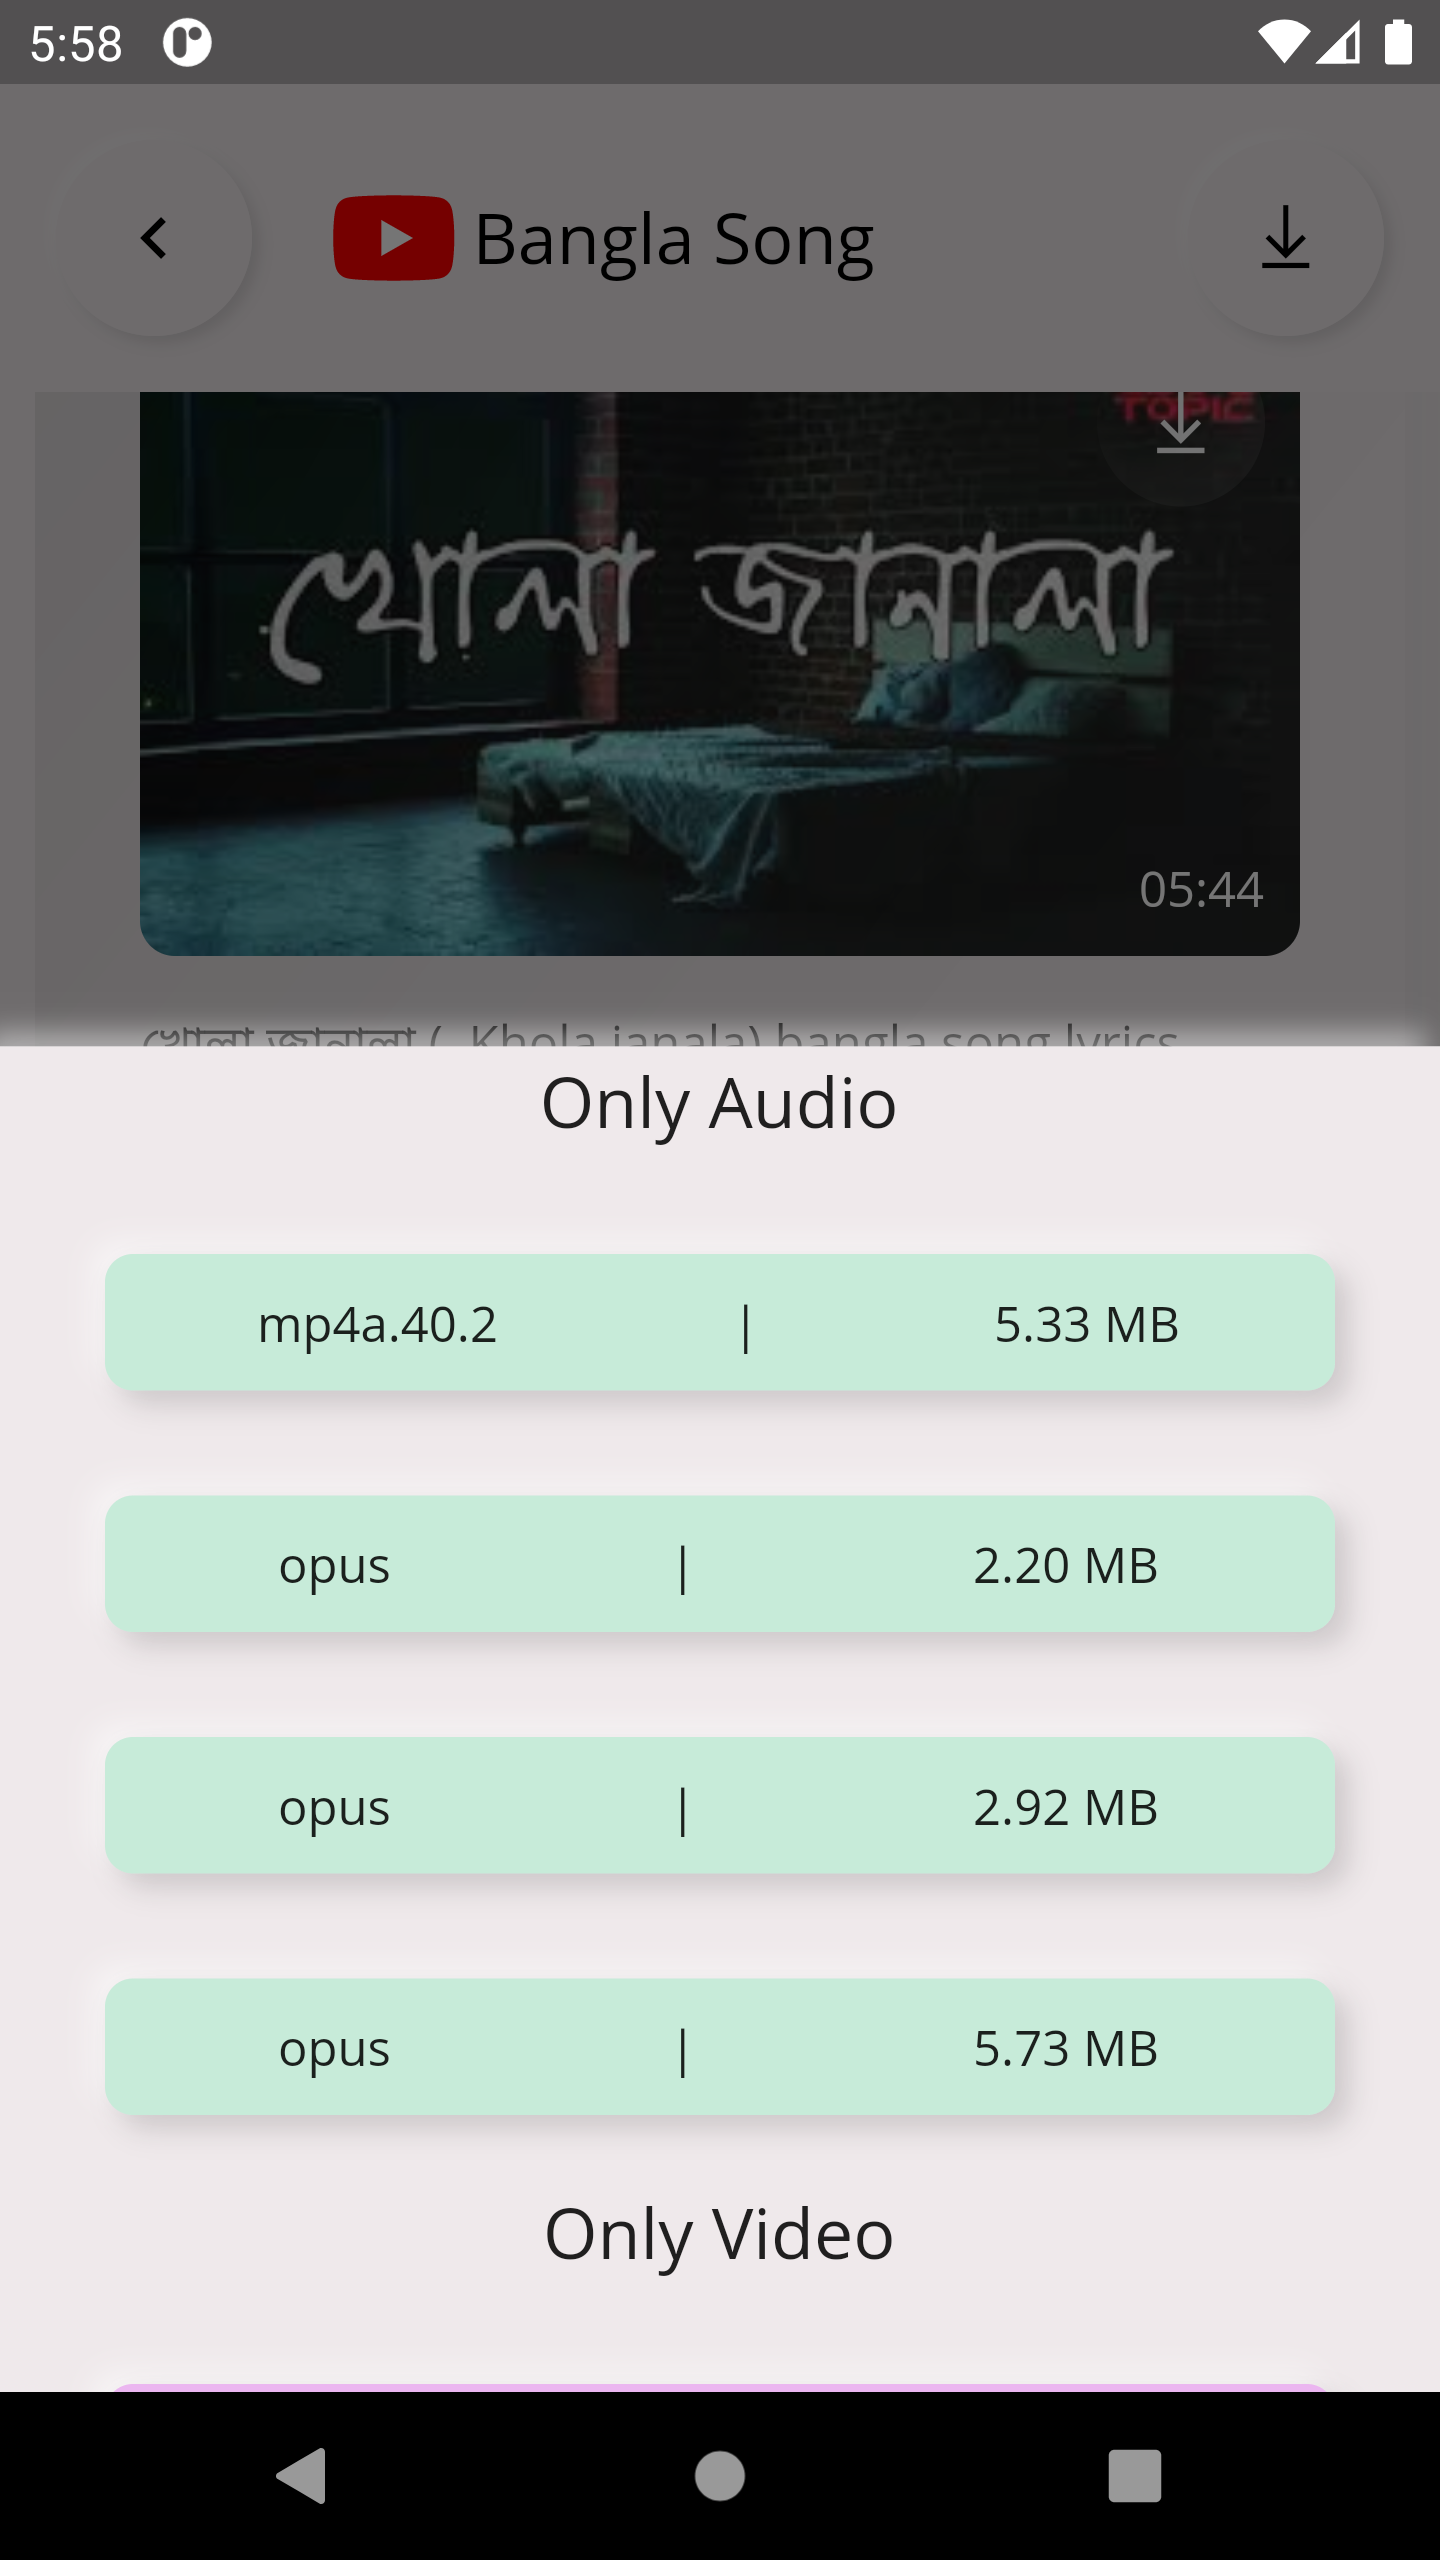 5:58
Bangla Song
TOPIC
খোলা জানালা
05:44
খোলা জানালা ( Khola janala) bangla song lyrics
Only Audio
mp4a.40.2 | 5.33 MB
opus | 2.20 MB
opus | 2.92 MB
opus | 5.73 MB
Only Video